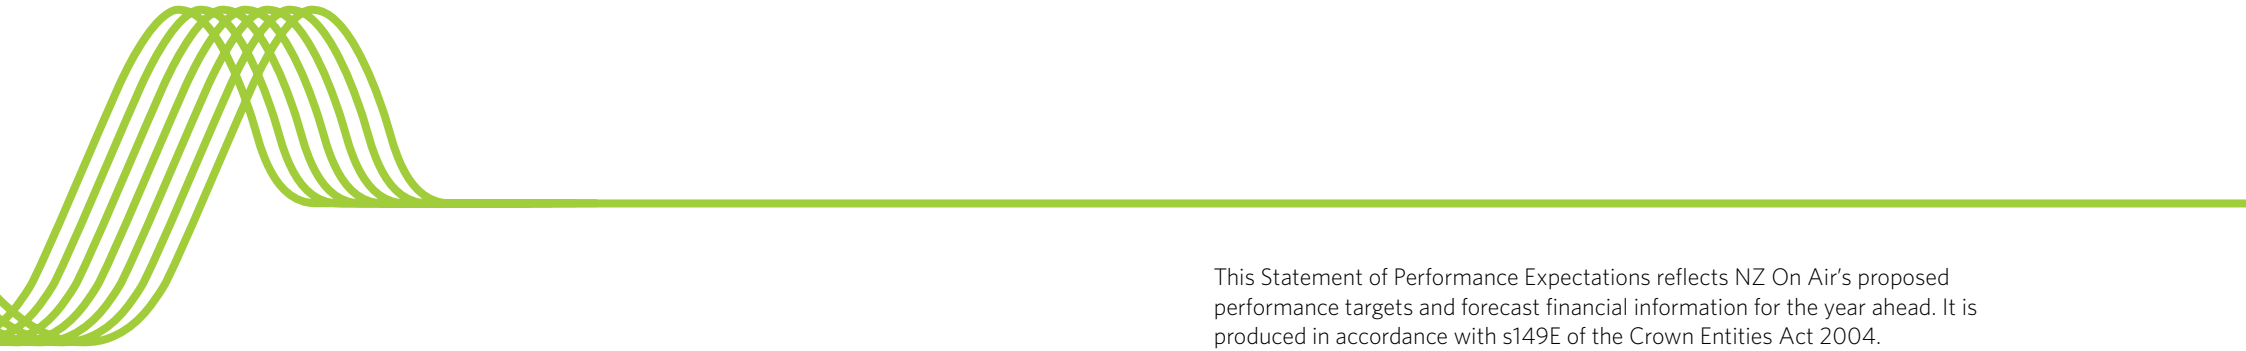 This Statement of Performance Expectations reflects NZ On Air’s proposed
performance targets and forecast financial information for the year ahead. It is
produced in accordance with s149E of the Crown Entities Act 2004.